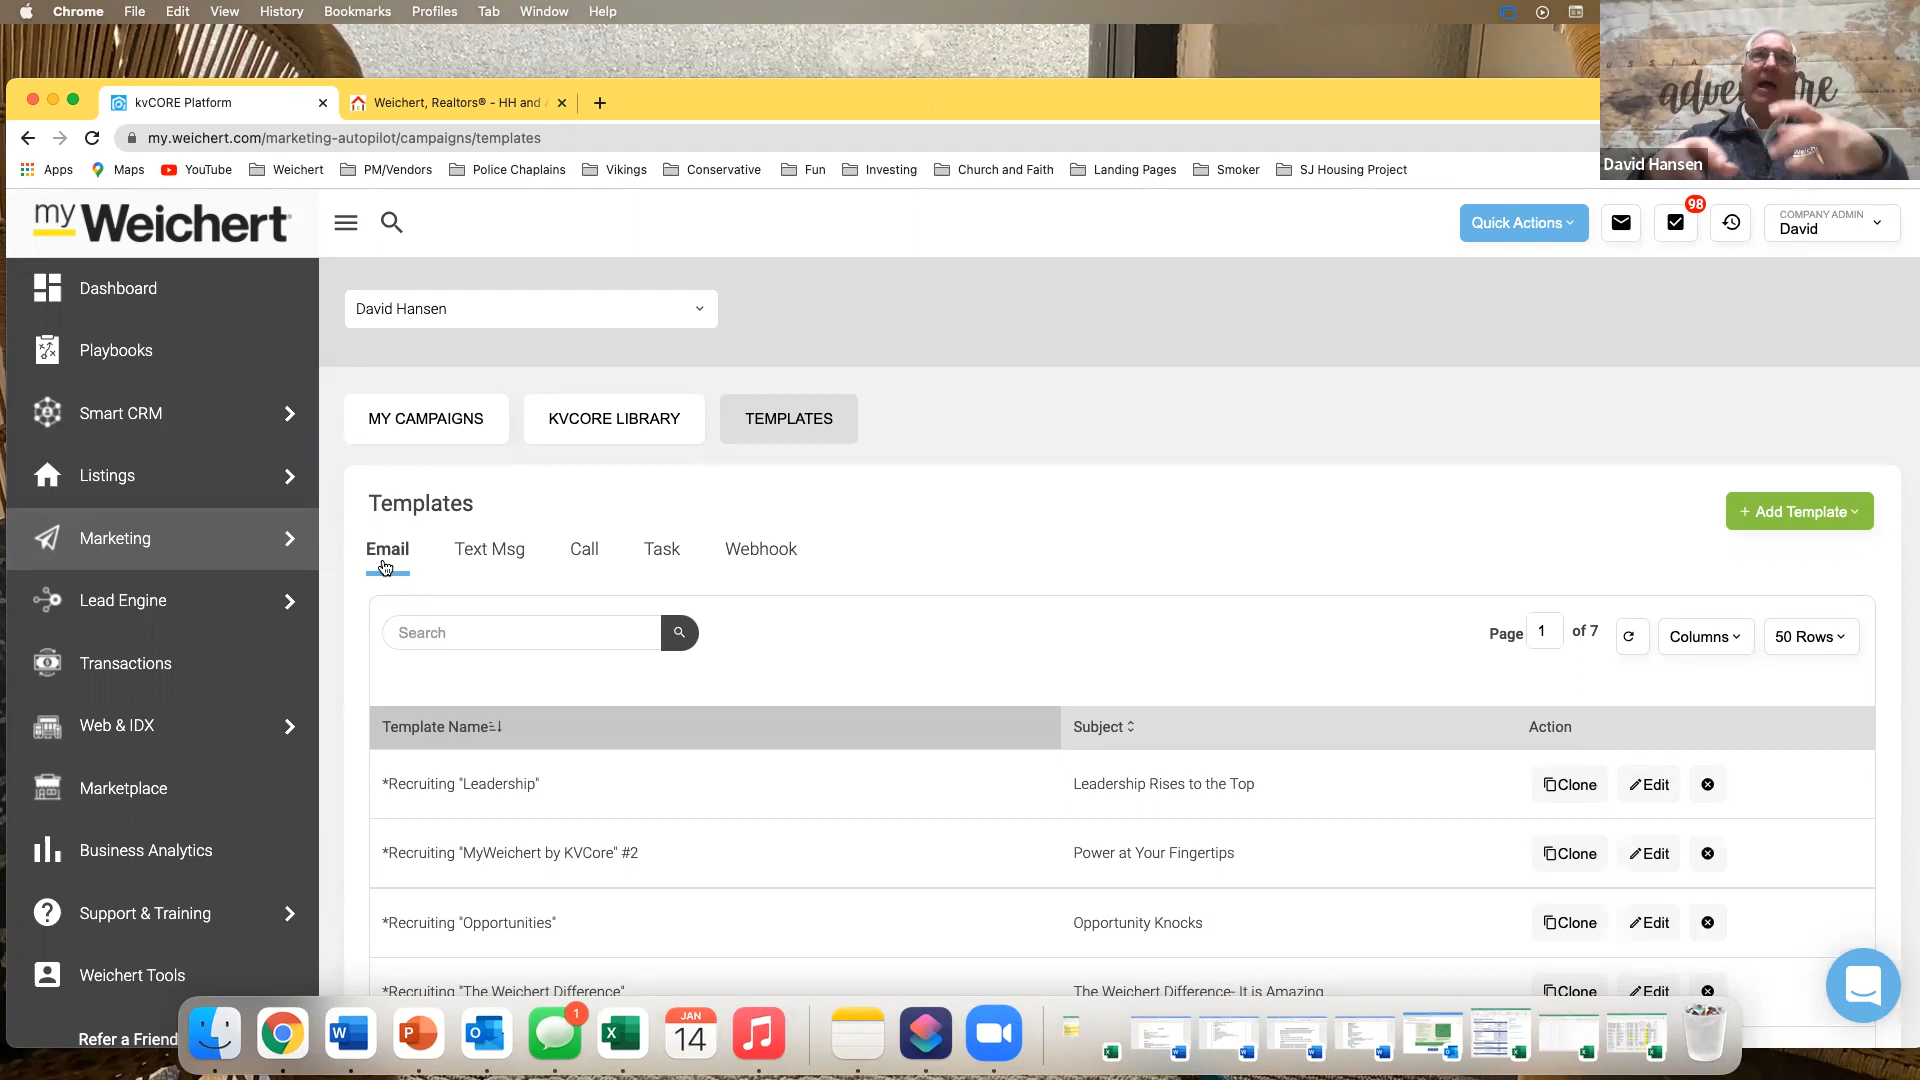 Chrome File Edit View History Bookmarks Profiles Tab Window Help
kvCORE Platform
Weichert, Realtors® - HH and
my.weichert.com/marketing-autopilot/campaigns/templates
Apps Maps YouTube Weichert PM/Vendors Police Chaplains Vikings Conservative Fun Investing Church and Faith Landing Pages Smoker SJ Housing Project
David Hansen
my Weichert
Quick Actions
98
COMPANY ADMIN
David
Dashboard
Playbooks
Smart CRM
Listings
Marketing
Lead Engine
Transactions
Web & IDX
Marketplace
Business Analytics
Support & Training
Weichert Tools
Refer a Friend
David Hansen
MY CAMPAIGNS KVCORE LIBRARY TEMPLATES
Templates
+ Add Template
Email Text Msg Call Task Webhook
Search
Page 1 of 7
Columns
50 Rows
Template Name Subject Action
*Recruiting "Leadership" Leadership Rises to the Top Clone Edit
*Recruiting "MyWeichert by KVCore" #2 Power at Your Fingertips Clone Edit
*Recruiting "Opportunities" Opportunity Knocks Clone Edit
*Recruiting "The Weichert Difference" The Weichert Difference- It is Amazing Clone Edit
1
JAN
14